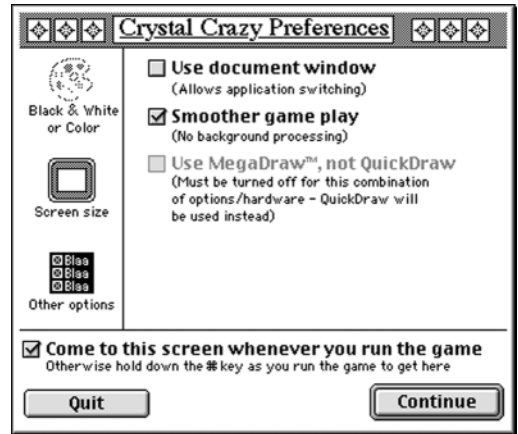 Crystal Crazy Preferences
Black & White
or Color
Screen size
Blaa
Blaa
Blaa
Other options
Use document window
(Allows application switching)
Smoother game play
(No background processing)
Use MegaDraw™, not QuickDraw
(Must be turned off for this combination
of options/hardware - QuickDraw will
be used instead)
Come to this screen whenever you run the game
Otherwise hold down the ⌘ key as you run the game to get here
Quit
Continue